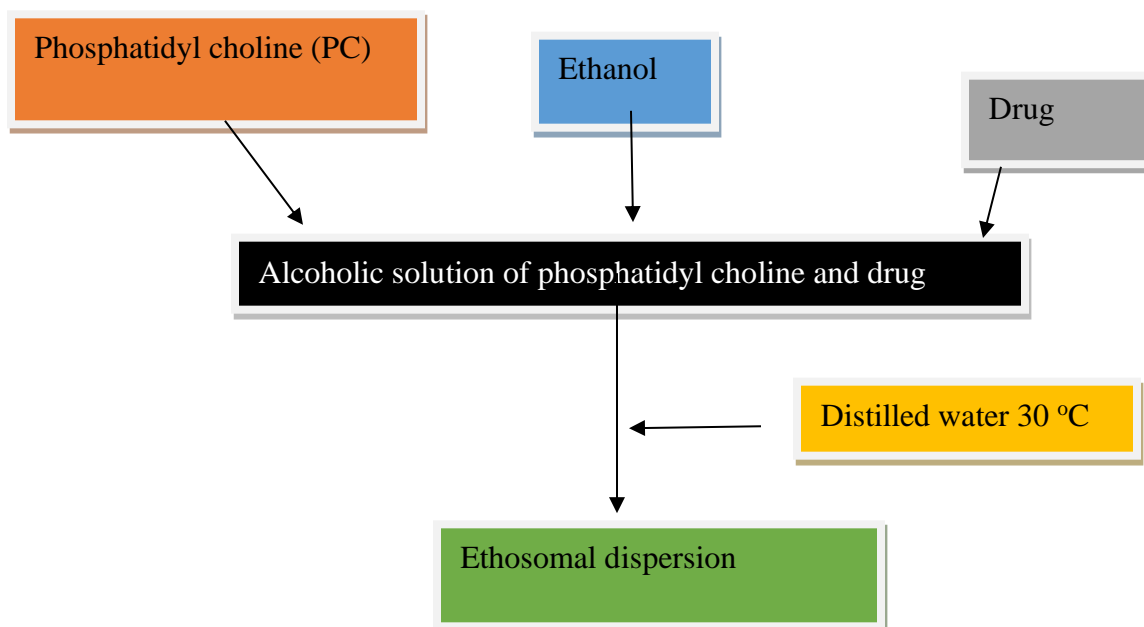 Phosphatidyl choline (PC)
Ethanol
Drug
Alcoholic solution of phosphatidyl choline and drug
Distilled water 30 ºC
Ethosomal dispersion